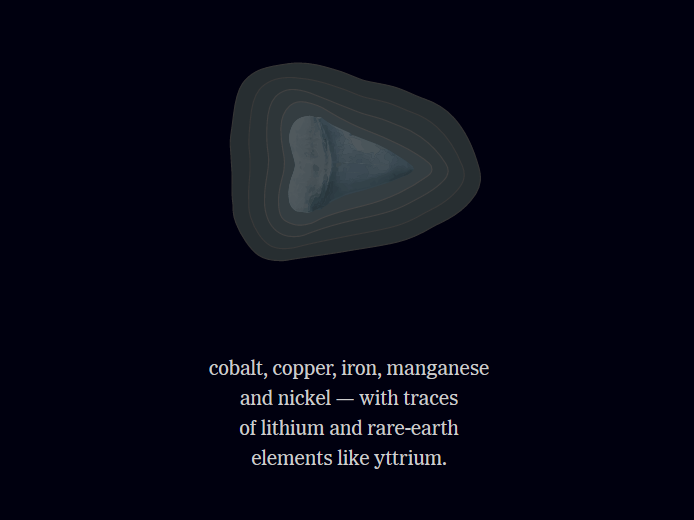 cobalt, copper, iron, manganese
and nickel — with traces
of lithium and rare-earth
elements like yttrium.